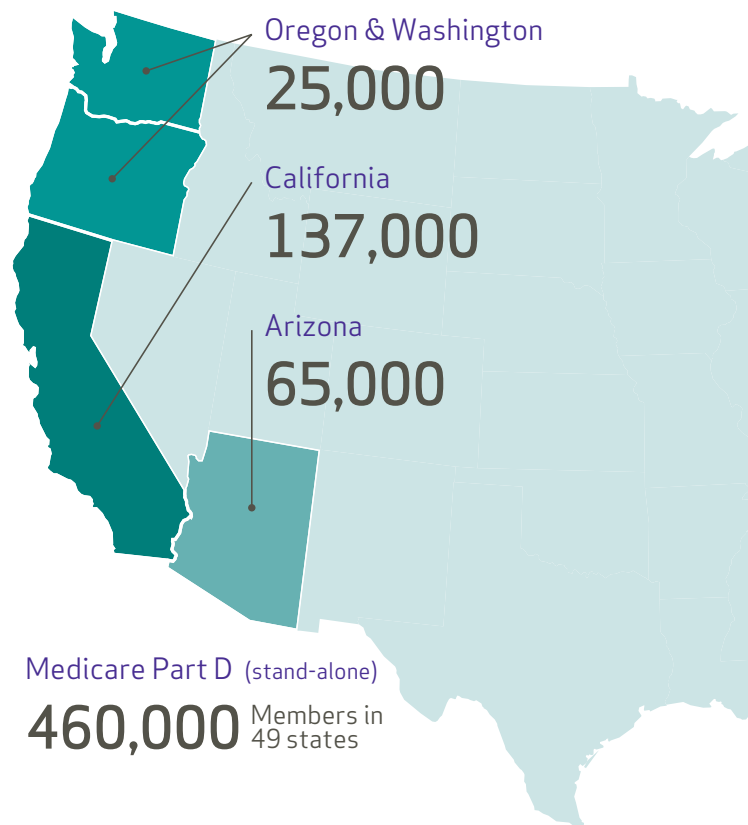 Oregon & Washington
25,000
California
137,000
Arizona
65,000
Medicare Part D (stand-alone)
460,000 Members in
49 states